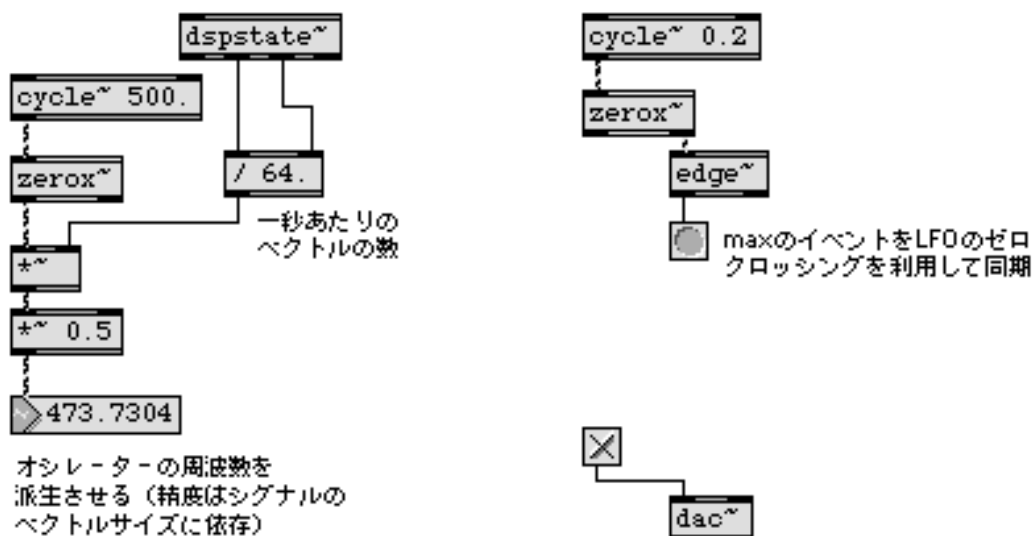 dspstate~
cycle~ 500.
zerox~
/ 64.
一秒あたりの
ベクトルの数
*~
*~ 0.5
473.7304
オシレーターの周波数を
派生させる（精度はシグナルの
ベクトルサイズに依存）
cycle~ 0.2
zerox~
edge~
maxのイベントをLFOのゼロ
クロッシングを利用して同期
dac~